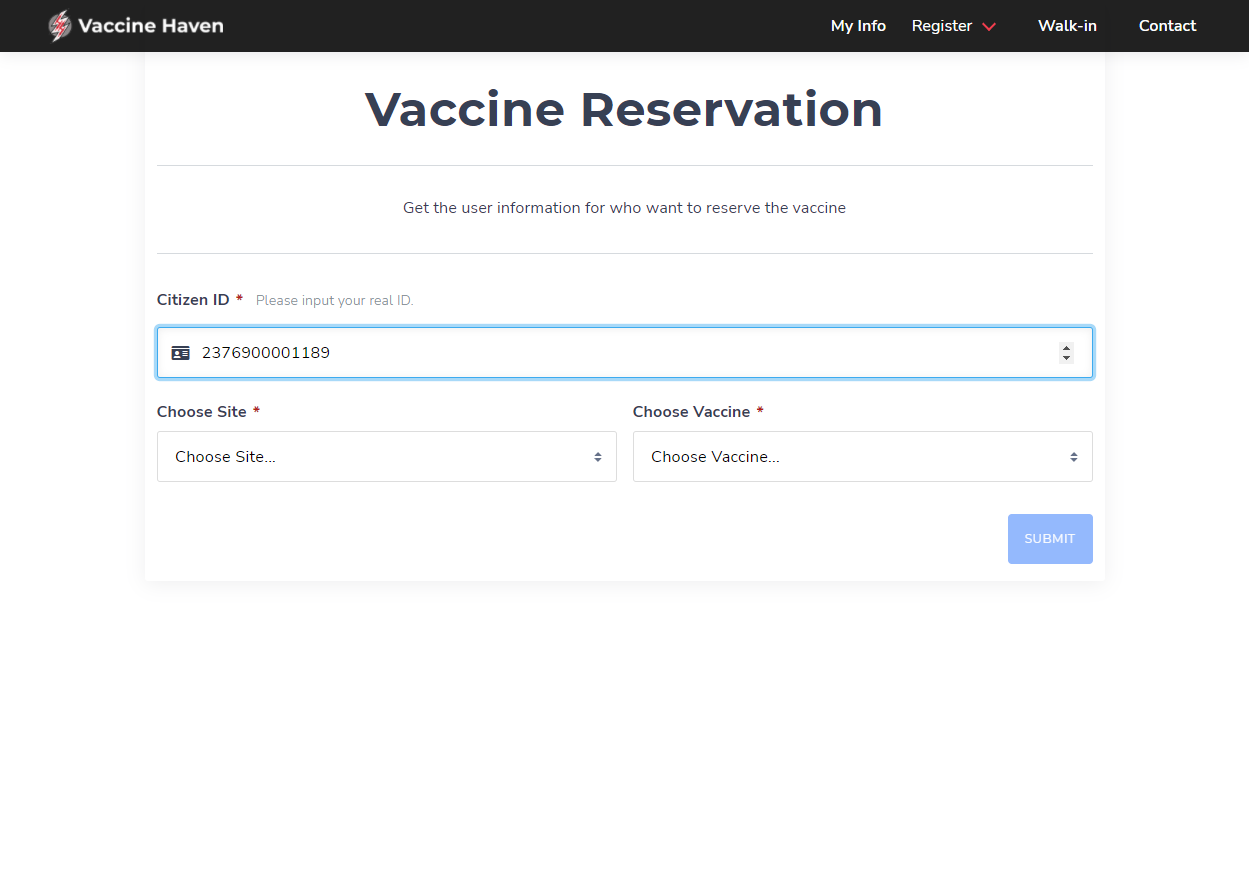 Vaccine Haven My Info Register Walk-in Contact
Vaccine Reservation
Get the user information for who want to reserve the vaccine
Citizen ID * Please input your real ID.
2376900001189
Choose Site * Choose Vaccine *
Choose Site... Choose Vaccine...
SUBMIT